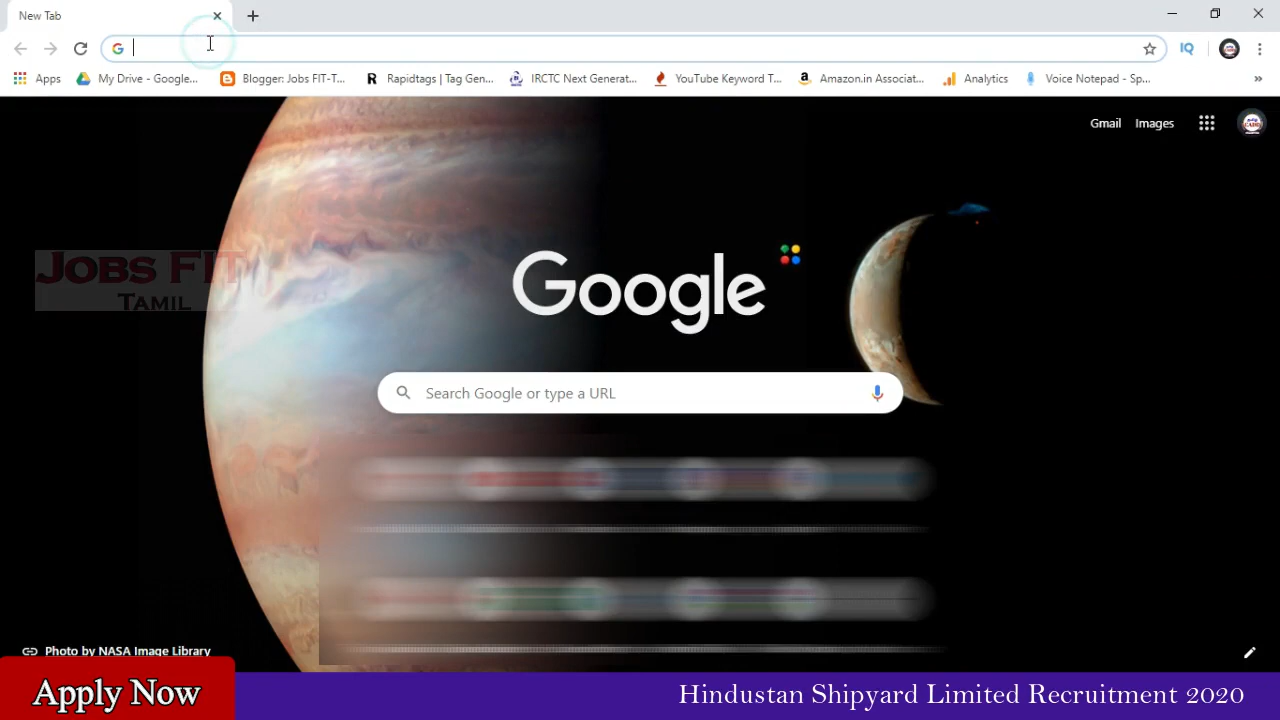 New Tab
Apps
My Drive - Google...
Blogger: Jobs FIT-T...
Rapidtags | Tag Gen...
IRCTC Next Generat...
YouTube Keyword T...
Amazon.in Associat...
Analytics
Voice Notepad - Sp...
Gmail
Images
JOBS FIT
TAMIL
Google
Search Google or type a URL
Photo by NASA Image Library
Apply Now
Hindustan Shipyard Limited Recruitment 2020